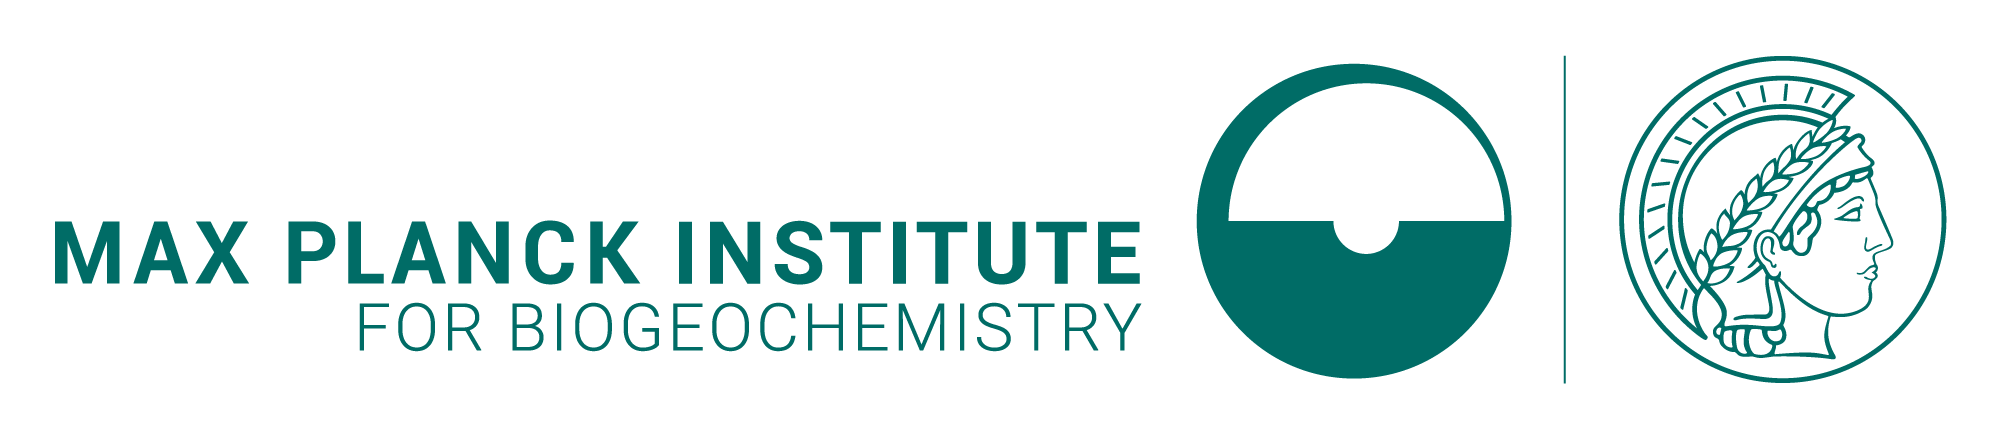 MAX PLANCK INSTITUTE
FOR BIOGEOCHEMISTRY